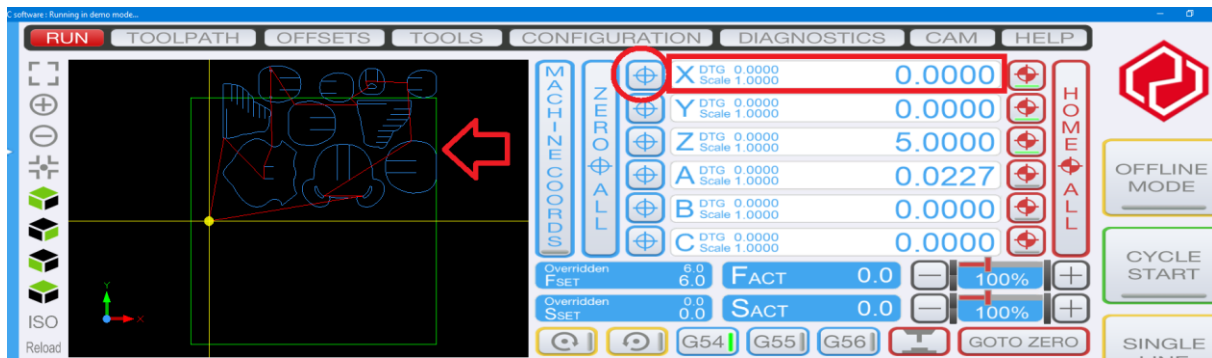 C software : Running in demo mode...
RUN TOOLPATH OFFSETS TOOLS CONFIGURATION DIAGNOSTICS CAM HELP
MACHINE COORDS
ZERO ALL
X DTG 0.0000 Scale 1.0000 0.0000
Y DTG 0.0000 Scale 1.0000 0.0000
Z DTG 0.0000 Scale 1.0000 5.0000
A DTG 0.0000 Scale 1.0000 0.0227
B DTG 0.0000 Scale 1.0000 0.0000
C DTG 0.0000 Scale 1.0000 0.0000
HOME ALL
OFFLINE
MODE
CYCLE
START
Overridden 6.0
FSET 6.0 FACT 0.0 100%
Overridden 0.0
SSET 0.0 SACT 0.0 100%
G54 G55 G56 GOTO ZERO
SINGLE
Y
X
ISO
Reload